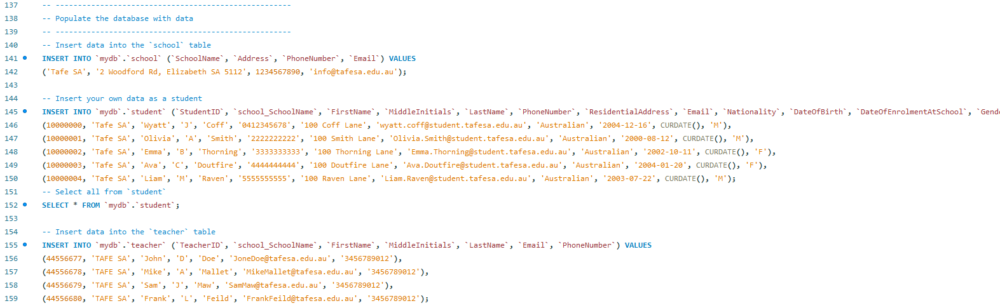 137 -- -----------------------------------------------------
138 -- Populate the database with data
139 -- -----------------------------------------------------
140 -- Insert data into the `school` table
141 INSERT INTO `mydb`.`school` (`SchoolName`, `Address`, `PhoneNumber`, `Email`) VALUES
142 ('Tafe SA', '2 Woodford Rd, Elizabeth SA 5112', 1234567890, 'info@tafesa.edu.au');
143
144 -- Insert your own data as a student
145 INSERT INTO `mydb`.`student` (`StudentID`, `school_SchoolName`, `FirstName`, `MiddleInitials`, `LastName`, `PhoneNumber`, `ResidentialAddress`, `Email`, `Nationality`, `DateOfBirth`, `DateOfEnrolmentAtSchool`, `Gende
146 (10000000, 'Tafe SA', 'Wyatt', 'J', 'Coff', '0412345678', '100 Coff Lane', 'wyatt.coff@student.tafesa.edu.au', 'Australian', '2004-12-16', CURDATE(), 'M'),
147 (10000001, 'Tafe SA', 'Olivia', 'A', 'Smith', '2222222222', '100 Smith Lane', 'Olivia.Smith@student.tafesa.edu.au', 'Australian', '2000-08-12', CURDATE(), 'M'),
148 (10000002, 'Tafe SA', 'Emma', 'B', 'Thorning', '3333333333', '100 Thorning Lane', 'Emma.Thorning@student.tafesa.edu.au', 'Australian', '2002-10-11', CURDATE(), 'F'),
149 (10000003, 'Tafe SA', 'Ava', 'C', 'Doutfire', '4444444444', '100 Doutfire Lane', 'Ava.Doutfire@student.tafesa.edu.au', 'Australian', '2004-01-20', CURDATE(), 'F'),
150 (10000004, 'Tafe SA', 'Liam', 'M', 'Raven', '5555555555', '100 Raven Lane', 'Liam.Raven@student.tafesa.edu.au', 'Australian', '2003-07-22', CURDATE(), 'M');
151 -- Select all from `student`
152 SELECT * FROM `mydb`.`student`;
153
154 -- Insert data into the `teacher` table
155 INSERT INTO `mydb`.`teacher` (`TeacherID`, `school_SchoolName`, `FirstName`, `MiddleInitials`, `LastName`, `Email`, `PhoneNumber`) VALUES
156 (44556677, 'TAFE SA', 'John', 'D', 'Doe', 'JoneDoe@tafesa.edu.au', '3456789012'),
157 (44556678, 'TAFE SA', 'Mike', 'A', 'Mallet', 'MikeMallet@tafesa.edu.au', '3456789012'),
158 (44556679, 'TAFE SA', 'Sam', 'J', 'Maw', 'SamMaw@tafesa.edu.au', '3456789012'),
159 (44556680, 'TAFE SA', 'Frank', 'L', 'Feild', 'FrankFeild@tafesa.edu.au', '3456789012');